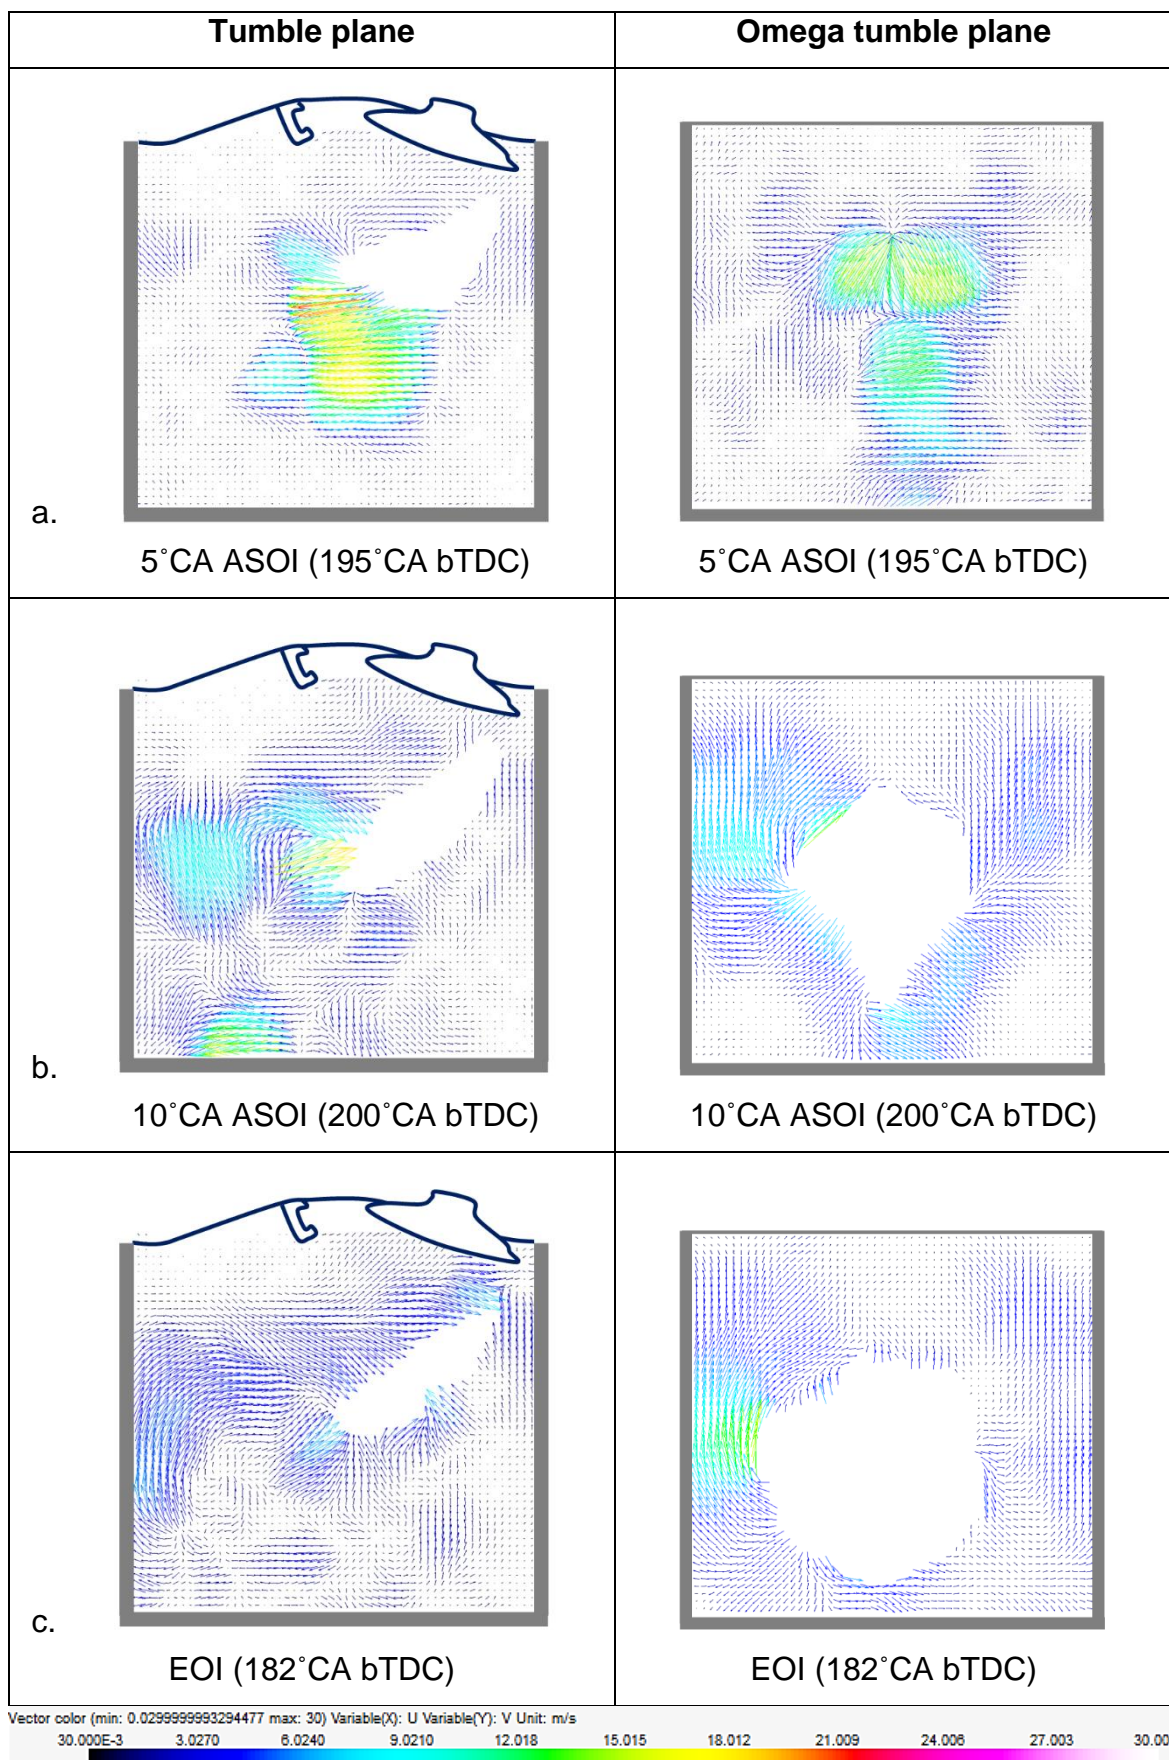 Tumble plane
Omega tumble plane
a.
5˚CA ASOI (195˚CA bTDC)
5˚CA ASOI (195˚CA bTDC)
b.
10˚CA ASOI (200˚CA bTDC)
10˚CA ASOI (200˚CA bTDC)
c.
EOI (182˚CA bTDC)
EOI (182˚CA bTDC)
Vector color (min: 0.0299999993294477 max: 30) Variable(X): U Variable(Y): V Unit: m/s
30.000E-3 3.0270 6.0240 9.0210 12.018 15.015 18.012 21.009 24.006 27.003 30.00